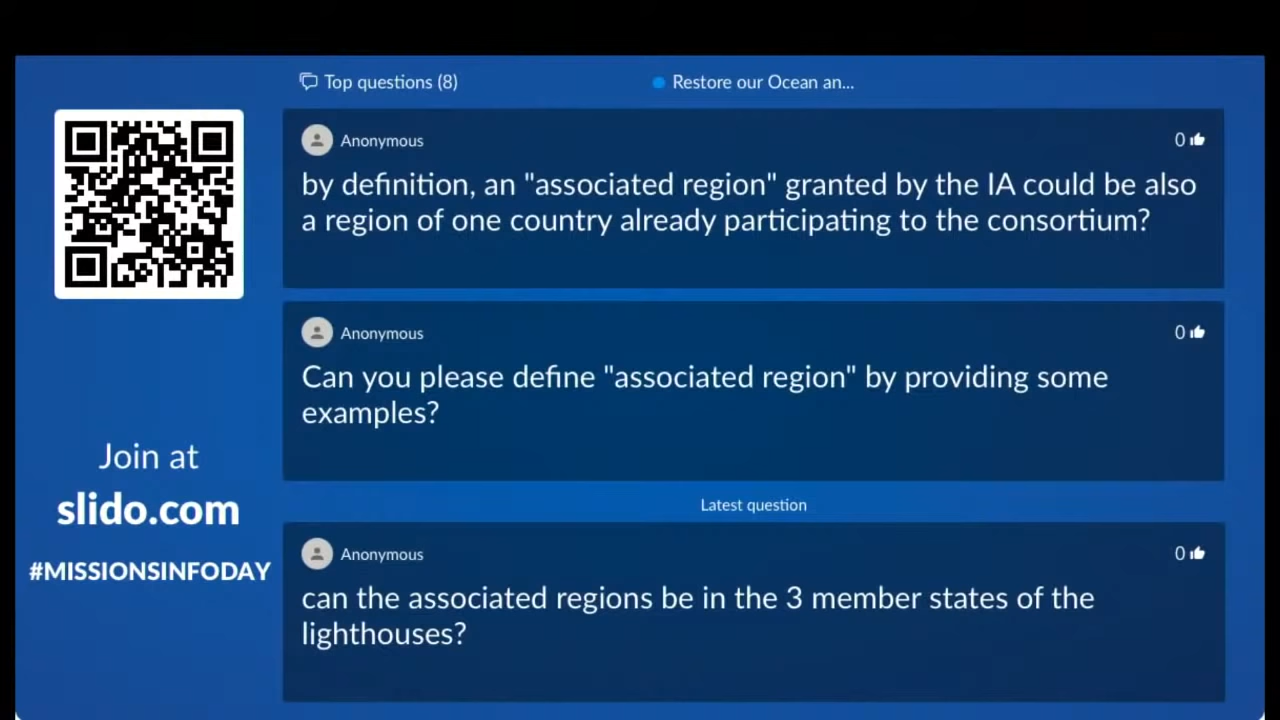 Top questions (8)
Restore our Ocean an...
Anonymous
0
by definition, an "associated region" granted by the IA could be also
a region of one country already participating to the consortium?
Anonymous
0
Can you please define "associated region" by providing some
examples?
Join at
slido.com
#MISSIONSINFODAY
Latest question
Anonymous
0
can the associated regions be in the 3 member states of the
lighthouses?